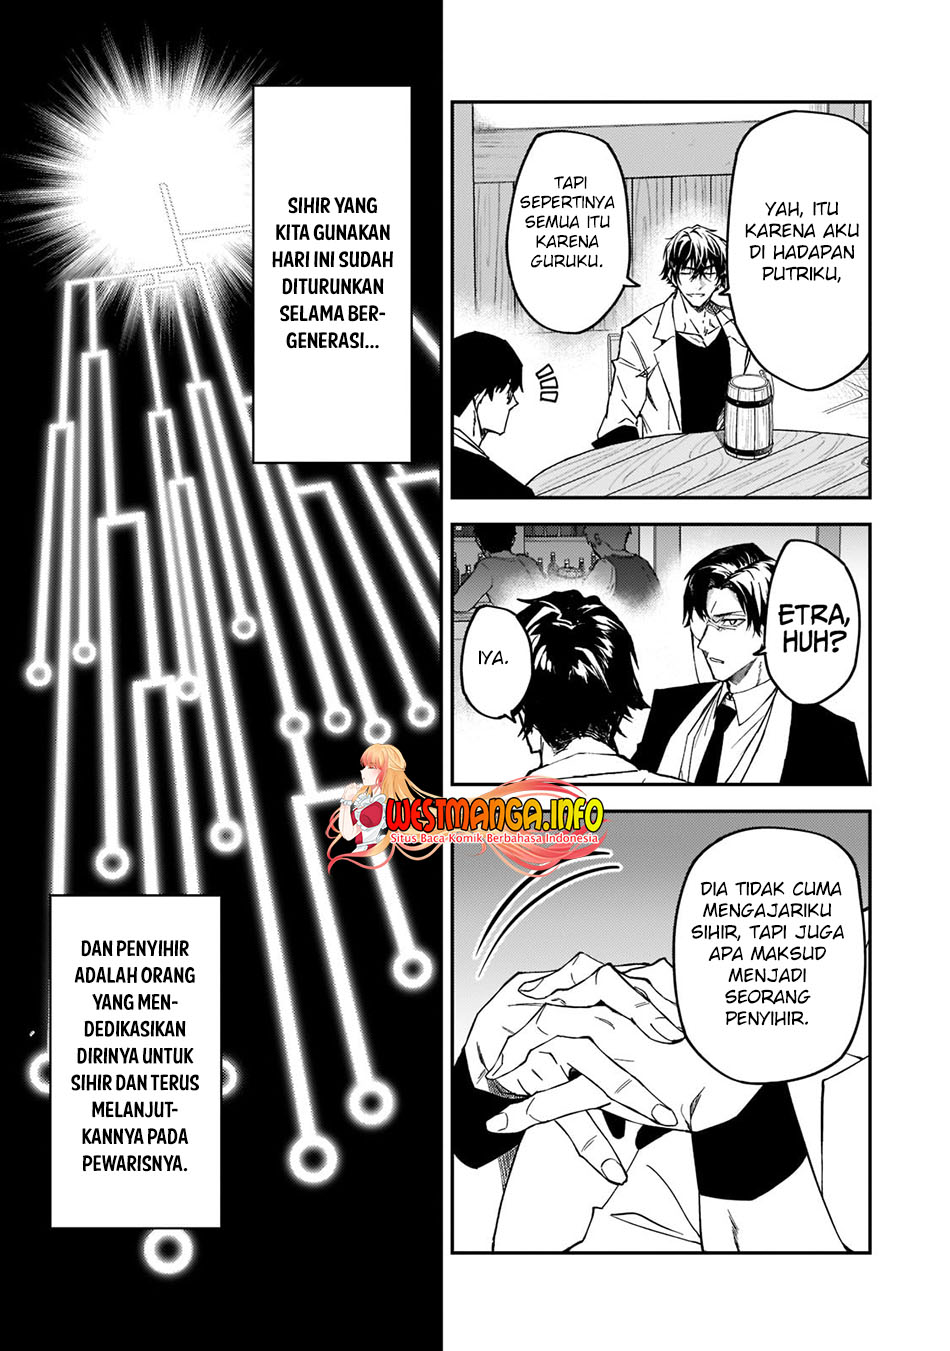 YAH, ITU
KARENA AKU
DI HADAPAN
PUTRIKU,
TAPI
SEPERTINYA
SEMUA ITU
KARENA
GURUKU.
ETRA,
HUH?
IYA.
DIA TIDAK CUMA
MENGAJARIKU
SIHIR, TAPI JUGA
APA MAKSUD
MENJADI
SEORANG
PENYIHIR.
SIHIR YANG
KITA GUNAKAN
HARI INI SUDAH
DITURUNKAN
SELAMA BER-
GENERASI...
DAN PENYIHIR
ADALAH ORANG
YANG MEN-
DEDIKASIKAN
DIRINYA UNTUK
SIHIR DAN TERUS
MELANJUT-
KANNYA PADA
PEWARISNYA.
WESTMANGA.INFO
Situs Baca Komik Berbahasa Indonesia